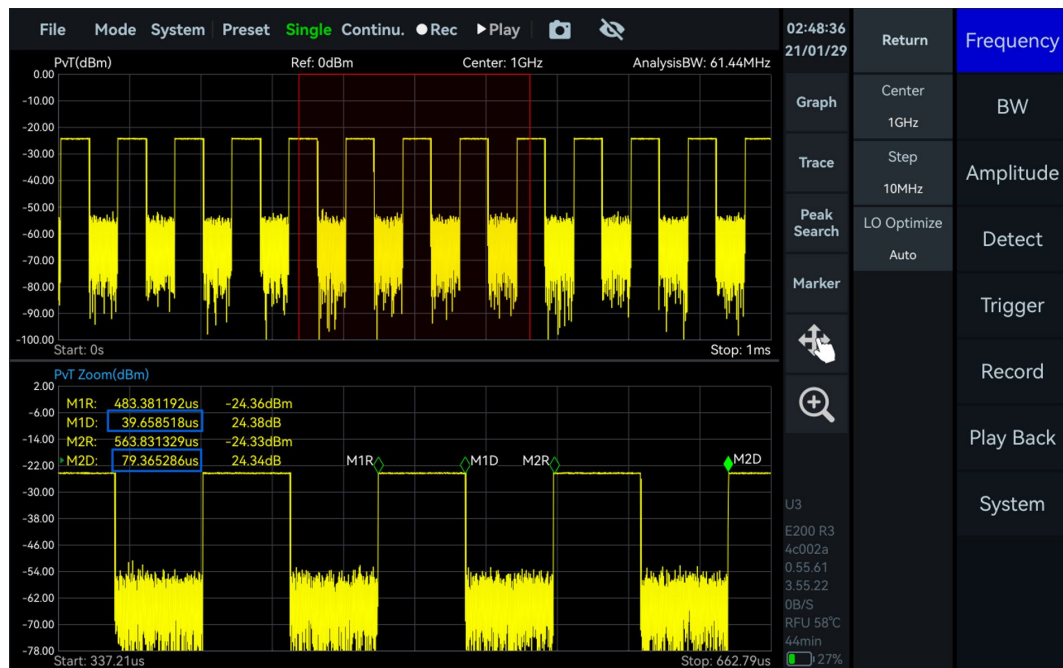 File Mode System Preset Single Continu. Rec Play
PvT(dBm) Ref: 0dBm Center: 1GHz AnalysisBW: 61.44MHz
0.00
-10.00
-20.00
-30.00
-40.00
-50.00
-60.00
-70.00
-80.00
-90.00
-100.00
Start: 0s Stop: 1ms
PvT Zoom(dBm)
2.00
-6.00
-14.00
-22.00
-30.00
-38.00
-46.00
-54.00
-62.00
-70.00
-78.00
M1R: 483.381192us -24.36dBm
M1D: 39.658518us 24.38dB
M2R: 563.831329us -24.33dBm
M2D: 79.365286us 24.34dB
M1R M1D M2R M2D
Start: 337.21us Stop: 662.79us
02:48:36
21/01/29
Graph
Trace
Peak
Search
Marker
U3
E200 R3
4c002a
0.55.61
3.55.22
0B/S
RFU 58°C
44min
27%
Return
Center
1GHz
Step
10MHz
LO Optimize
Auto
Frequency
BW
Amplitude
Detect
Trigger
Record
Play Back
System